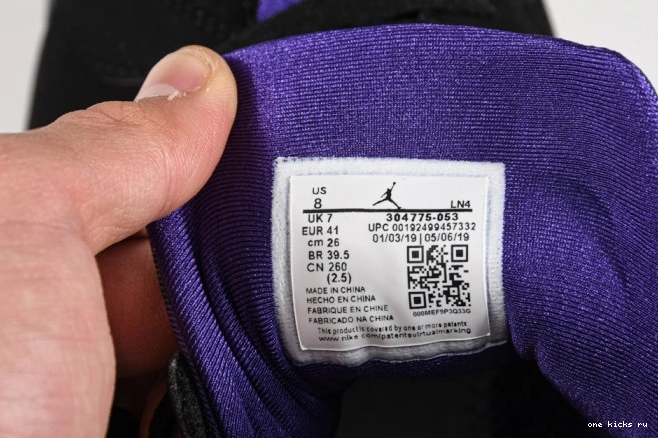 US
8
LN4
UK 7 304775-053
EUR 41 UPC 00192499457332
cm 26 01/03/19 | 05/06/19
BR 39.5
CN 260
(2.5)
MADE IN CHINA
HECHO EN CHINA
FABRIQUE EN CHINE
FABRICADO NA CHINA
000MEF9P3Q33G
This product is covered by one or more patents
www.nike.com/patentsvirtualmarking
one kicks ru